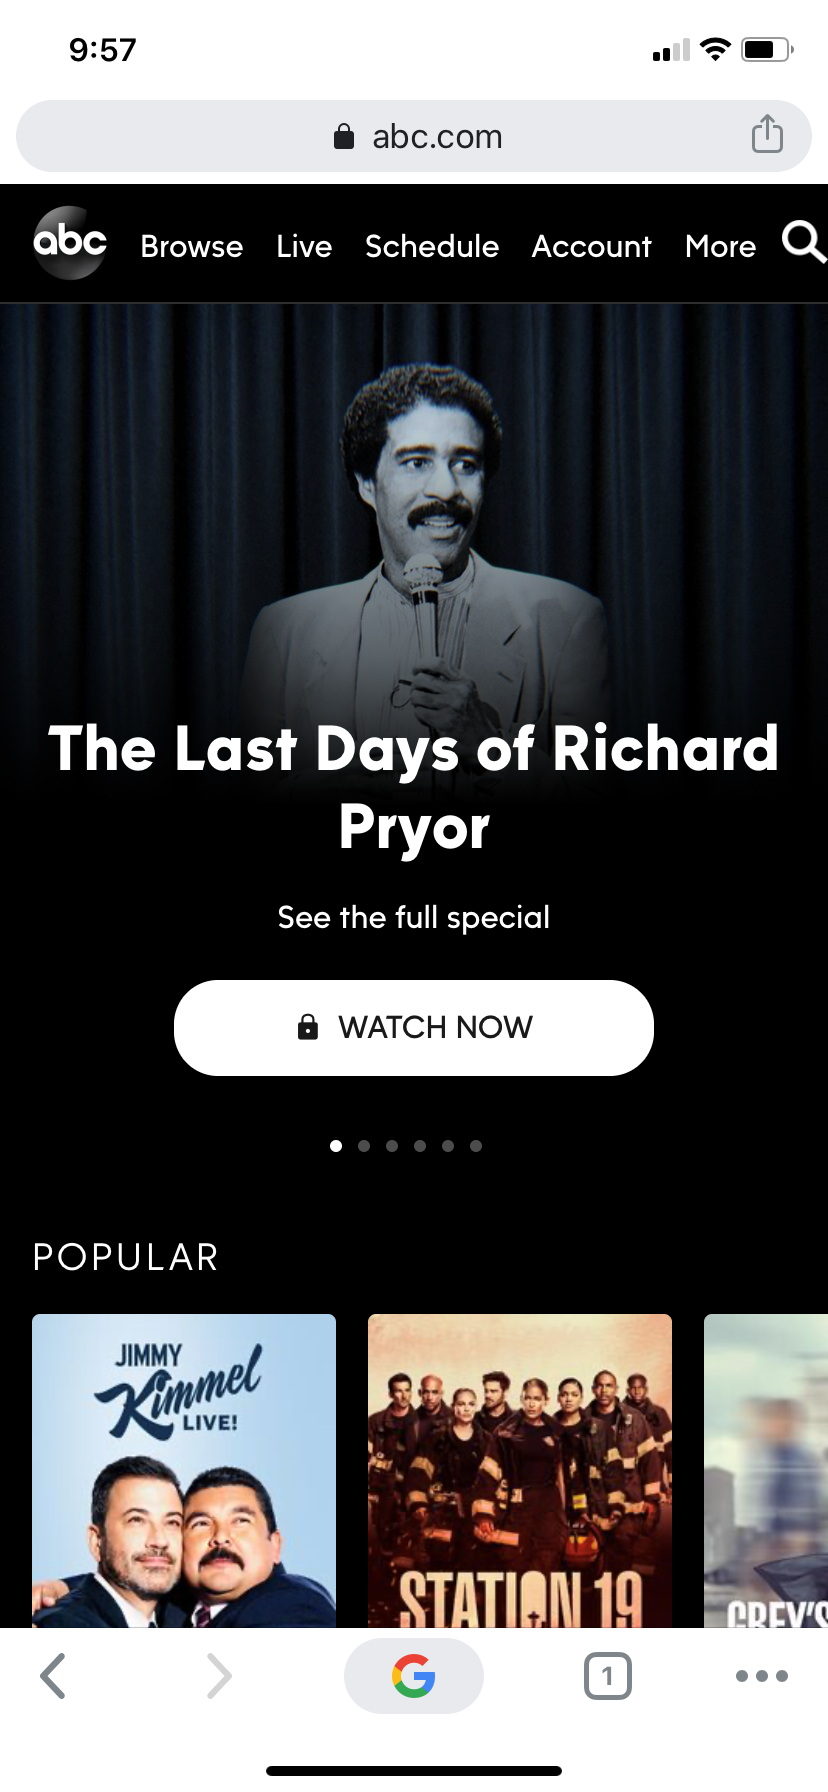 9:57
abc.com
abc Browse Live Schedule Account More
The Last Days of Richard
Pryor
See the full special
WATCH NOW
POPULAR
JIMMY
Kimmel
LIVE!
STATION 19
GREY'S
1